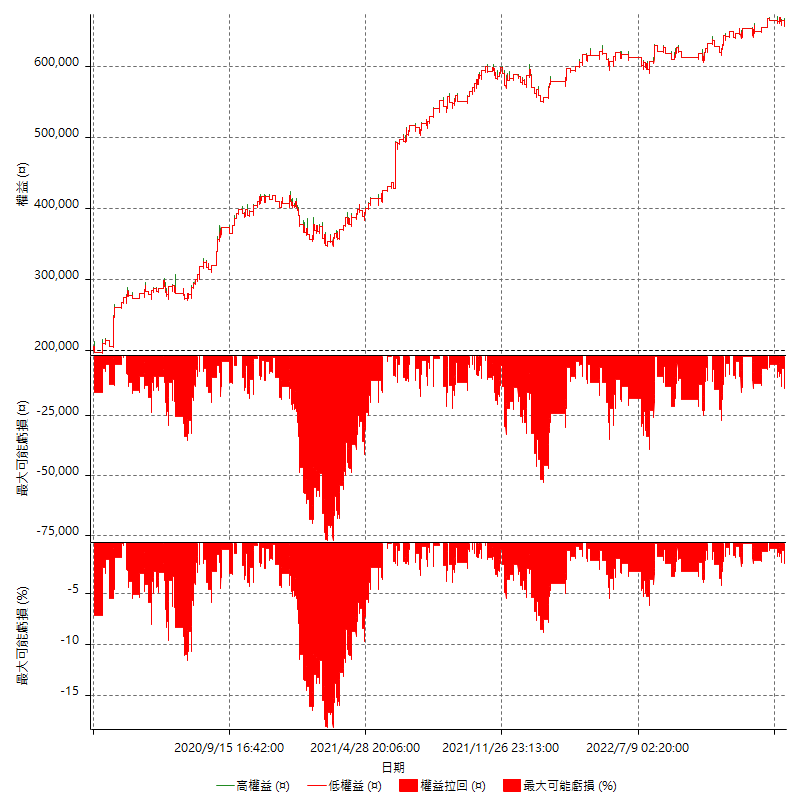 600,000
500,000
400,000
300,000
200,000
權益 (¤)
-25,000
-50,000
-75,000
最大可能虧損 (¤)
-5
-10
-15
最大可能虧損 (%)
2020/9/15 16:42:00 2021/4/28 20:06:00 2021/11/26 23:13:00 2022/7/9 02:20:00
日期
高權益 (¤) 低權益 (¤) 權益拉回 (¤) 最大可能虧損 (%)